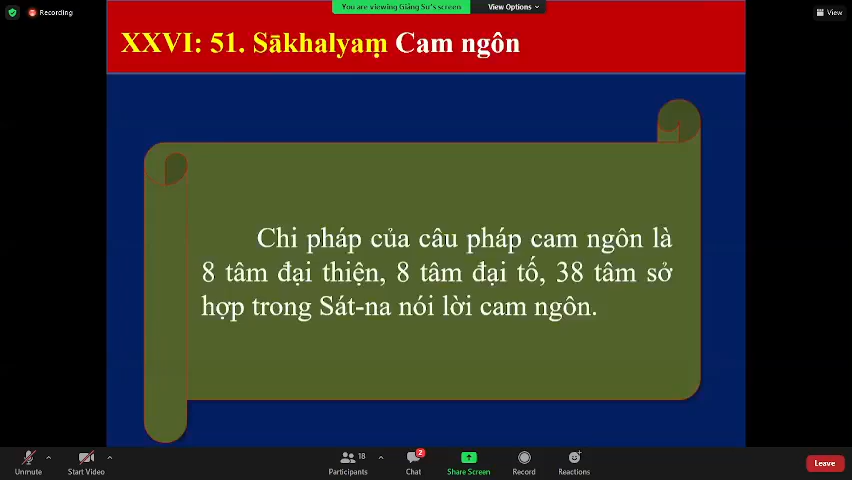 Recording
You are viewing Giảng Sư's screen
View Options
View
XXVI: 51. Sākhalyaṃ Cam ngôn
Chi pháp của câu pháp cam ngôn là
8 tâm đại thiện, 8 tâm đại tố, 38 tâm sở
hợp trong Sát-na nói lời cam ngôn.
Unmute
Start Video
18
Participants
2
Chat
Share Screen
Record
Reactions
Leave